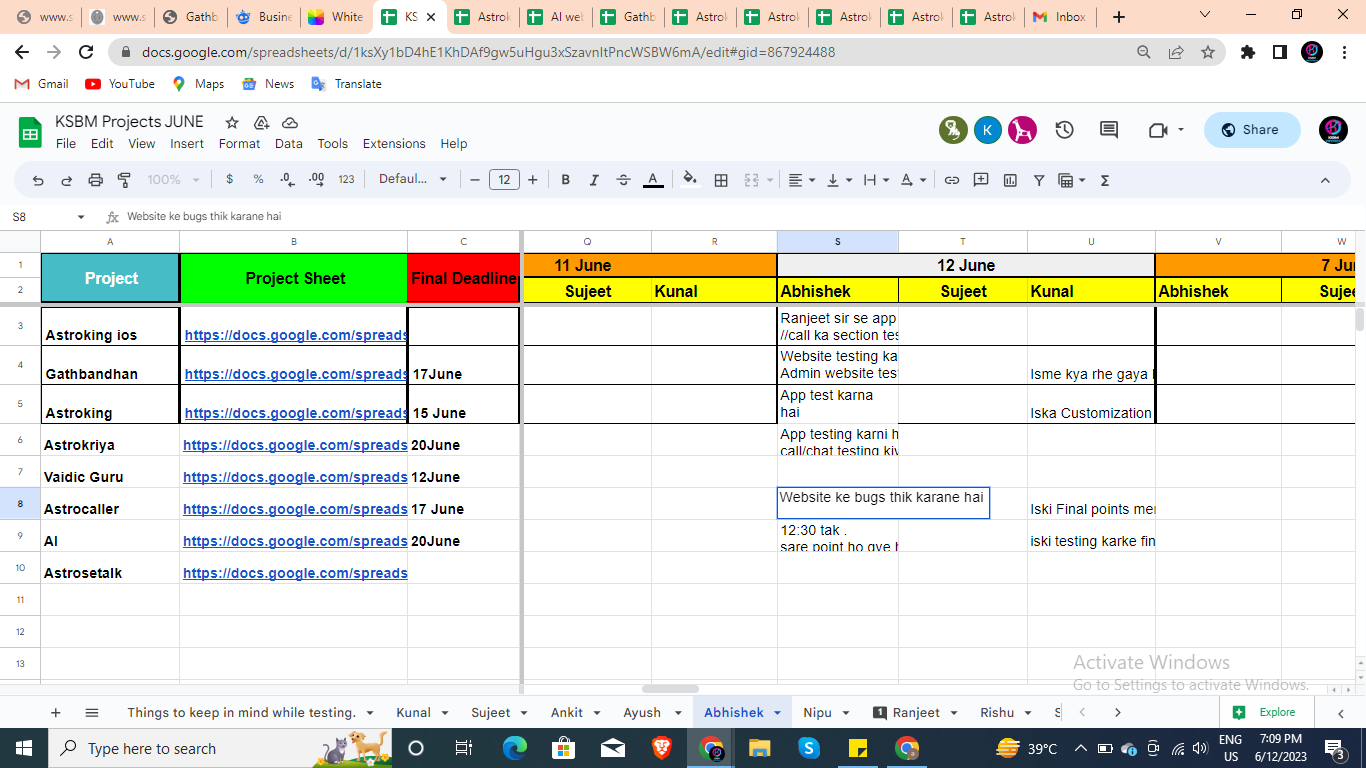 www.s
www.s
Gathb
Busine
White
KS
Astrok
AI wel
Gathb
Astrok
Astrok
Astrok
Astrok
Astrok
Inbox
docs.google.com/spreadsheets/d/1ksXy1bD4hE1KhDAf9gw5uHgu3xSzavnItPncWSBW6mA/edit#gid=867924488
Gmail YouTube Maps News Translate
KSBM Projects JUNE
File Edit View Insert Format Data Tools Extensions Help
K
Share
100% $ % .0 .00 123 Defaul... 12 B I A
S8 fx Website ke bugs thik karane hai
A B C Q R S T U V W
1 Project Project Sheet Final Deadline 11 June 12 June 7 Jun
2 Sujeet Kunal Abhishek Sujeet Kunal Abhishek Sujee
3 Astroking ios https://docs.google.com/spreads Ranjeet sir se app
//call ka section tes
4 Gathbandhan https://docs.google.com/spreads 17June Website testing ka
Admin website tes Isme kya rhe gaya
5 Astroking https://docs.google.com/spreads 15 June App test karna
hai Iska Customization
6 Astrokriya https://docs.google.com/spreads 20June App testing karni h
call/chat testing kiy
7 Vaidic Guru https://docs.google.com/spreads 12June
8 Astrocaller https://docs.google.com/spreads 17 June Website ke bugs thik karane hai Iski Final points mer
9 AI https://docs.google.com/spreads 20June 12:30 tak .
sare point ho gye h iski testing karke fin
10 Astrosetalk https://docs.google.com/spreads
11
12
13
Activate Windows
Go to Settings to activate Windows.
Things to keep in mind while testing. Kunal Sujeet Ankit Ayush Abhishek Nipu 1 Ranjeet Rishu S Explore
Type here to search
39°C
ENG
US
7:09 PM
6/12/2023
3